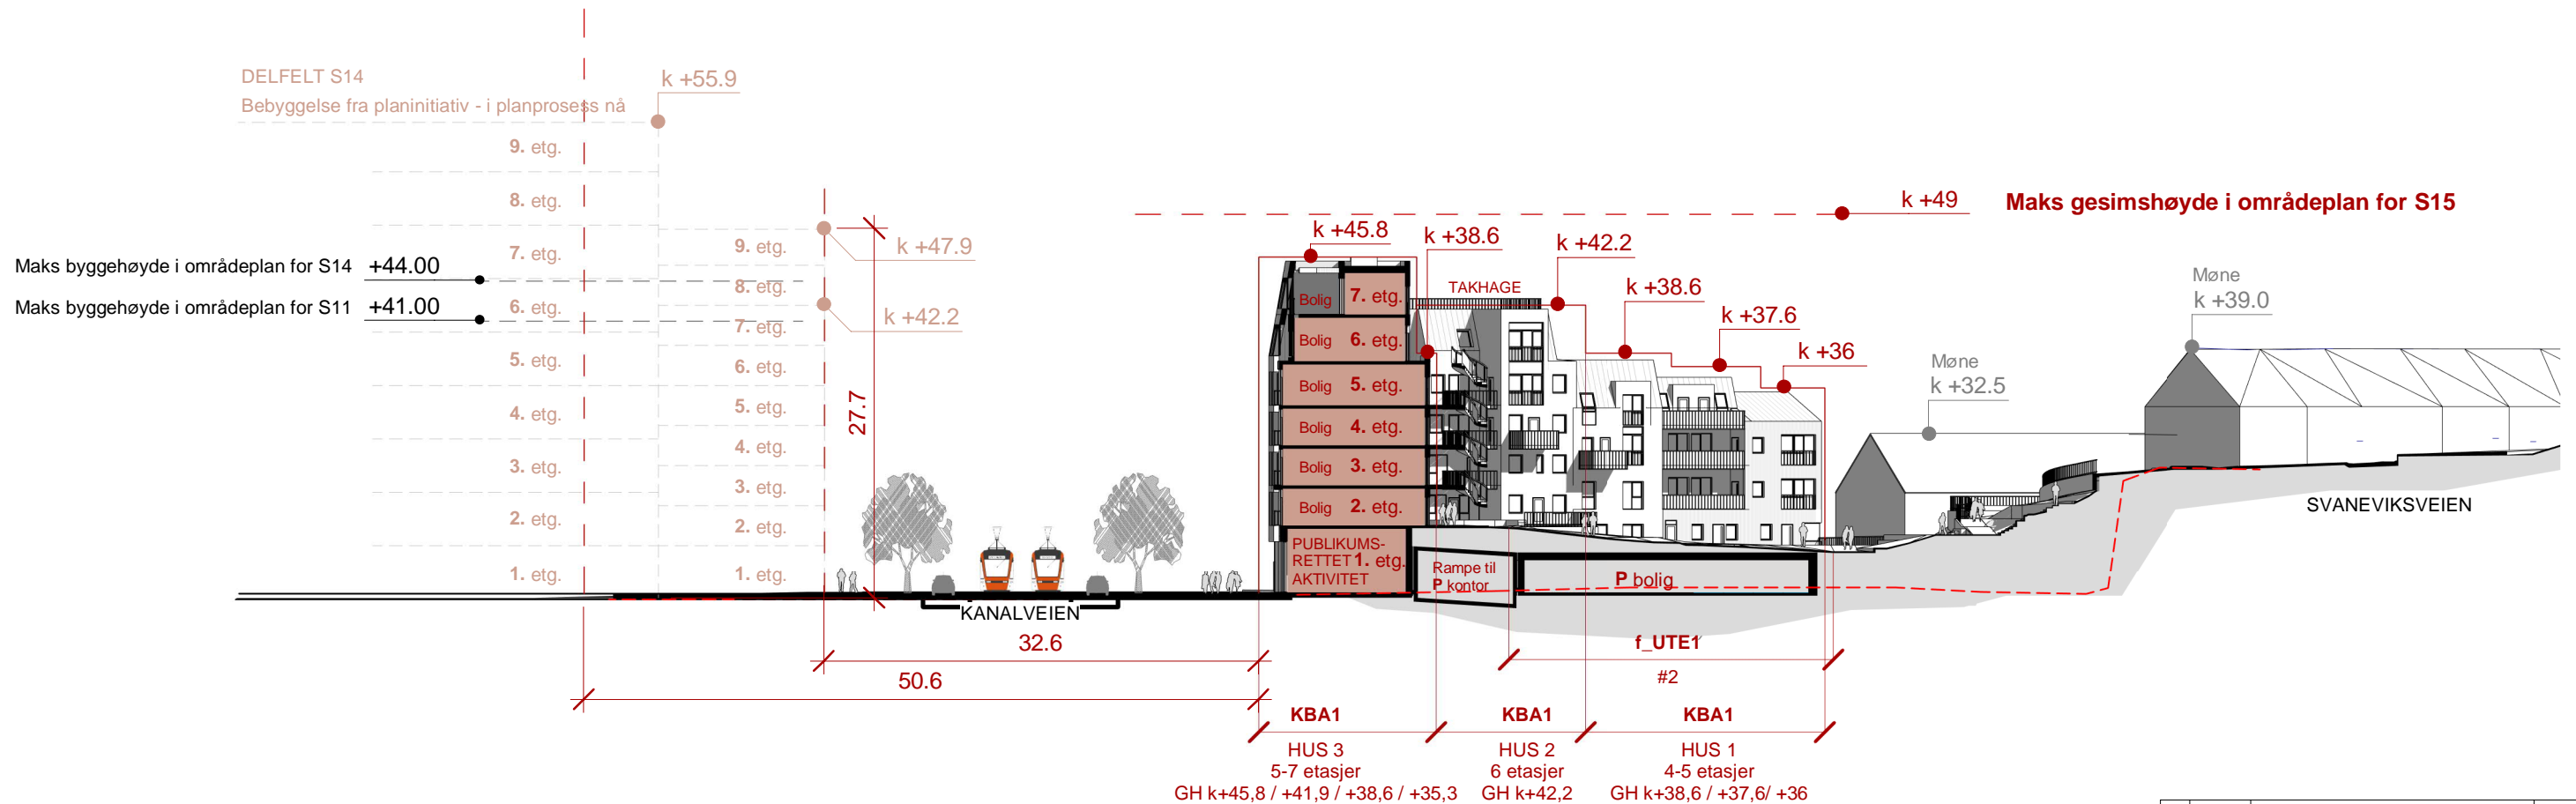 DELFELT S14
Bebyggelse fra planinitiativ - i planprosess nå
k +55.9
9. etg.
8. etg.
7. etg.
6. etg.
5. etg.
4. etg.
3. etg.
2. etg.
1. etg.
Maks byggehøyde i områdeplan for S14 +44.00
Maks byggehøyde i områdeplan for S11 +41.00
9. etg.
8. etg.
7. etg.
6. etg.
5. etg.
4. etg.
3. etg.
2. etg.
1. etg.
k +47.9
k +42.2
27.7
KANALVEIEN
32.6
50.6
k +49
Maks gesimshøyde i områdeplan for S15
k +45.8
k +38.6
k +42.2
k +38.6
k +37.6
k +36
TAKHAGE
Bolig 7. etg.
Bolig 6. etg.
Bolig 5. etg.
Bolig 4. etg.
Bolig 3. etg.
Bolig 2. etg.
PUBLIKUMS-
RETTET 1. etg.
AKTIVITET
Rampe til
P kontor
P bolig
Møne
k +32.5
Møne
k +39.0
SVANEVIKSVEIEN
f_UTE1
#2
KBA1
HUS 3
5-7 etasjer
GH k+45,8 / +41,9 / +38,6 / +35,3
KBA1
HUS 2
6 etasjer
GH k+42,2
KBA1
HUS 1
4-5 etasjer
GH k+38,6 / +37,6/ +36